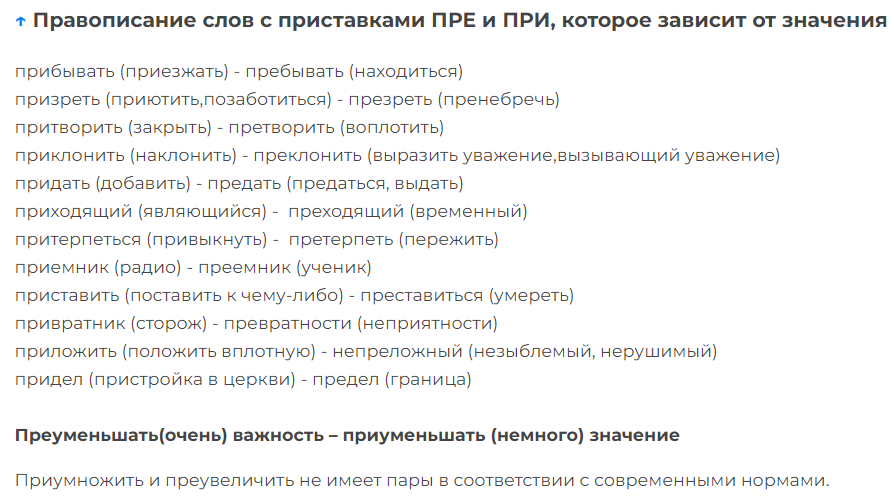 ↑ Правописание слов с приставками ПРЕ и ПРИ, которое зависит от значения
прибывать (приезжать) - пребывать (находиться)
призреть (приютить,позаботиться) - презреть (пренебречь)
притворить (закрыть) - претворить (воплотить)
приклонить (наклонить) - преклонить (выразить уважение,вызывающий уважение)
придать (добавить) - предать (предаться, выдать)
приходящий (являющийся) - преходящий (временный)
притерпеться (привыкнуть) - претерпеть (пережить)
приемник (радио) - преемник (ученик)
приставить (поставить к чему-либо) - преставиться (умереть)
привратник (сторож) - превратности (неприятности)
приложить (положить вплотную) - непреложный (незыблемый, нерушимый)
придел (пристройка в церкви) - предел (граница)
Преуменьшать(очень) важность – приуменьшать (немного) значение
Приумножить и преувеличить не имеет пары в соответствии с современными нормами.